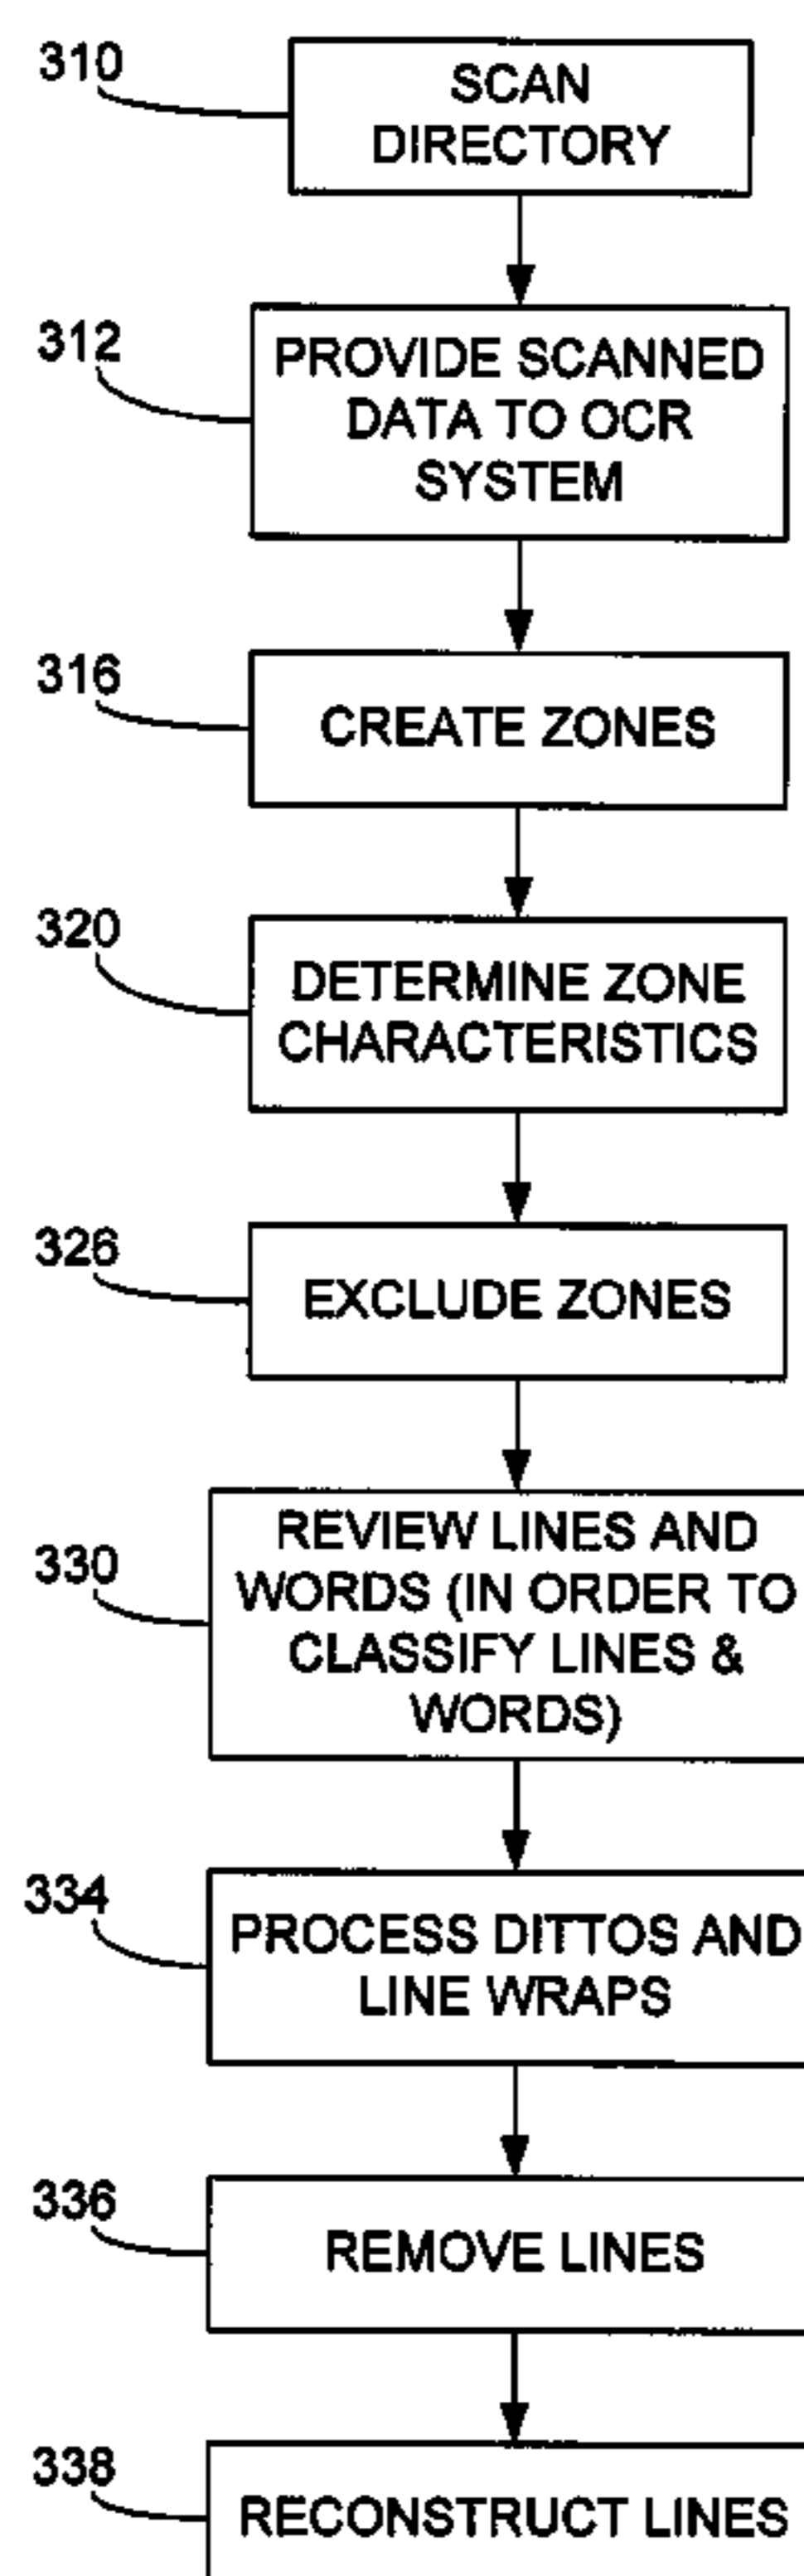 310
SCAN
DIRECTORY
312
PROVIDE SCANNED
DATA TO OCR
SYSTEM
316
CREATE ZONES
320
DETERMINE ZONE
CHARACTERISTICS
326
EXCLUDE ZONES
330
REVIEW LINES AND
WORDS (IN ORDER TO
CLASSIFY LINES &
WORDS)
334
PROCESS DITTOS AND
LINE WRAPS
336
REMOVE LINES
338
RECONSTRUCT LINES